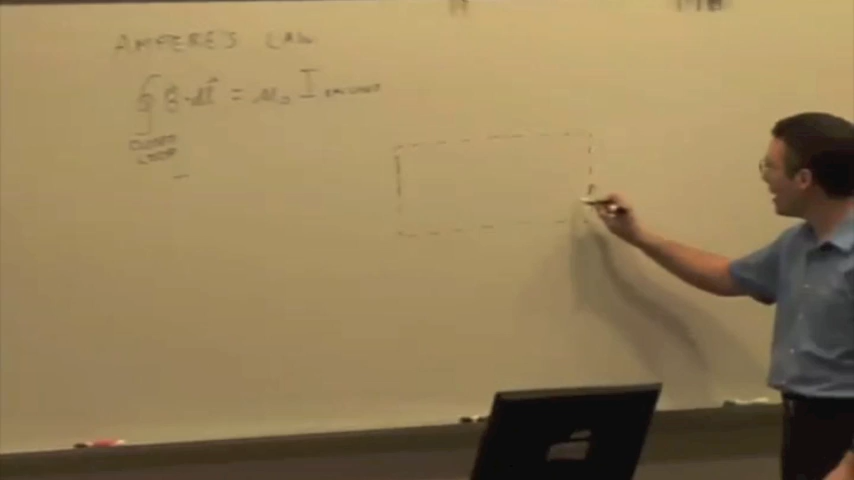 AMPERE'S LAW
∮ B⃗ · dl⃗ = μ₀ I enclosed
CLOSED
LOOP